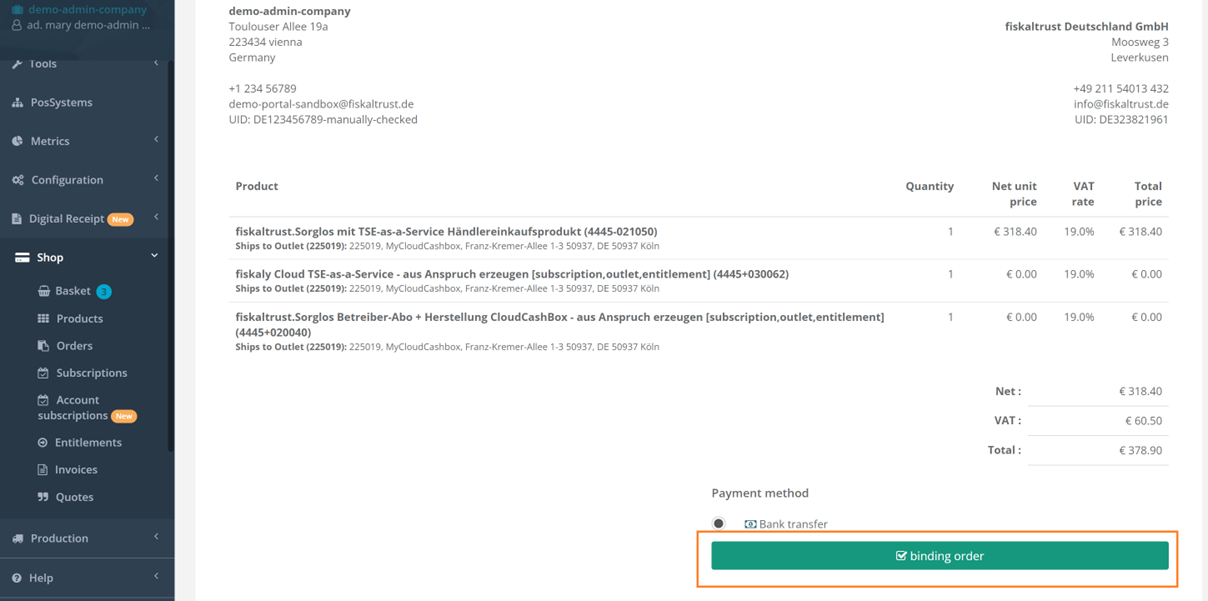 demo-admin-company
ad. mary demo-admin ...
Tools
PosSystems
Metrics
Configuration
Digital Receipt New
Shop
Basket 3
Products
Orders
Subscriptions
Account
subscriptions New
Entitlements
Invoices
Quotes
Production
Help
demo-admin-company
Toulouser Allee 19a
223434 vienna
Germany
+1 234 56789
demo-portal-sandbox@fiskaltrust.de
UID: DE123456789-manually-checked
fiskaltrust Deutschland GmbH
Moosweg 3
Leverkusen
+49 211 54013 432
info@fiskaltrust.de
UID: DE323821961
Product Quantity Net unit price VAT rate Total price
fiskaltrust.Sorglos mit TSE-as-a-Service Händlereinkaufsprodukt (4445-021050) 1 € 318.40 19.0% € 318.40
Ships to Outlet (225019): 225019, MyCloudCashbox, Franz-Kremer-Allee 1-3 50937, DE 50937 Köln
fiskaly Cloud TSE-as-a-Service - aus Anspruch erzeugen [subscription,outlet,entitlement] (4445+030062) 1 € 0.00 19.0% € 0.00
Ships to Outlet (225019): 225019, MyCloudCashbox, Franz-Kremer-Allee 1-3 50937, DE 50937 Köln
fiskaltrust.Sorglos Betreiber-Abo + Herstellung CloudCashBox - aus Anspruch erzeugen [subscription,outlet,entitlement] 1 € 0.00 19.0% € 0.00
(4445+020040)
Ships to Outlet (225019): 225019, MyCloudCashbox, Franz-Kremer-Allee 1-3 50937, DE 50937 Köln
Net : € 318.40
VAT : € 60.50
Total : € 378.90
Payment method
Bank transfer
binding order